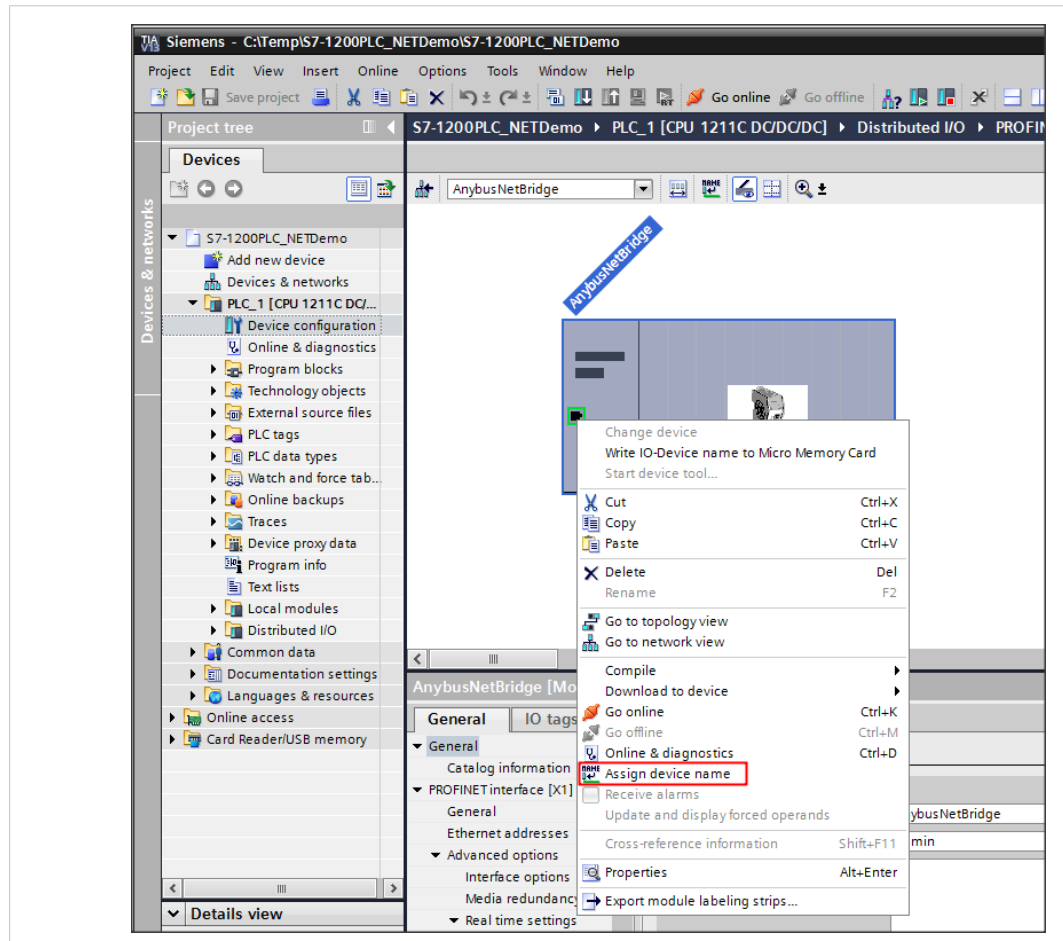 TIA V13 Siemens - C:\Temp\S7-1200PLC_NETDemo\S7-1200PLC_NETDemo
Project Edit View Insert Online Options Tools Window Help
Save project Go online Go offline
Project tree
S7-1200PLC_NETDemo PLC_1 [CPU 1211C DC/DC/DC] Distributed I/O
Devices
AnybusNetBridge
NAME
Devices & networks
AnybusNetBridge
S7-1200PLC_NETDemo
Add new device
Devices & networks
PLC_1 [CPU 1211C DC/...
Device configuration
Online & diagnostics
Program blocks
Technology objects
External source files
PLC tags
PLC data types
Watch and force tab...
Online backups
Traces
Device proxy data
Program info
Text lists
Local modules
Distributed I/O
Common data
Documentation settings
Languages & resources
Online access
Card Reader/USB memory
Details view
Change device
Write IO-Device name to Micro Memory Card
Start device tool...
Cut Ctrl+X
Copy Ctrl+C
Paste Ctrl+V
Delete Del
Rename F2
Go to topology view
Go to network view
Compile
Download to device
Go online Ctrl+K
Go offline Ctrl+M
Online & diagnostics Ctrl+D
NAME Assign device name
Receive alarms
Update and display forced operands
Cross-reference information Shift+F11
Properties Alt+Enter
Export module labeling strips...
AnybusNetBridge [Mo
General IO tags
General
Catalog information
PROFINET interface [X1]
General
Ethernet addresses
Advanced options
Interface options
Media redundancy
Real time settings
ybusNetBridge
min